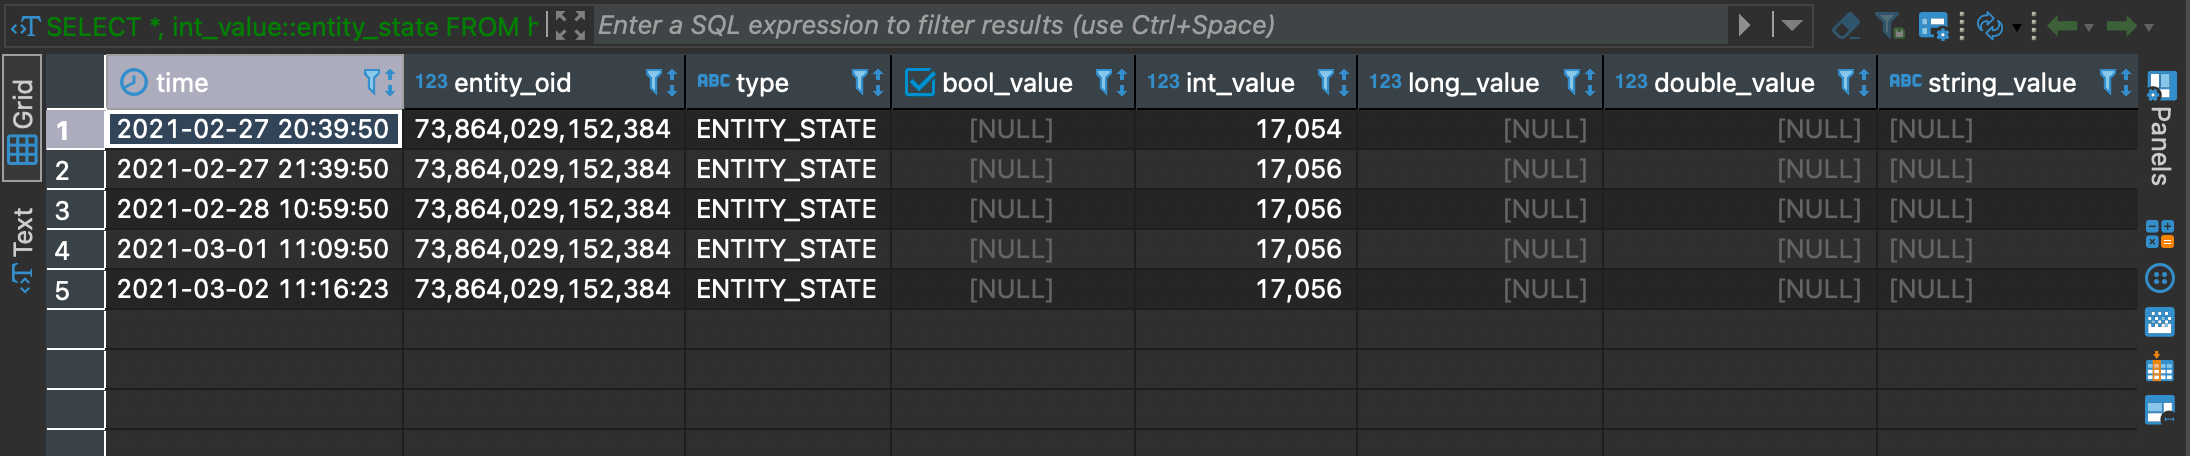 SELECT *, int_value::entity_state FROM h
Enter a SQL expression to filter results (use Ctrl+Space)
Grid
Text
time 123 entity_oid ABC type bool_value 123 int_value 123 long_value 123 double_value ABC string_value
1 2021-02-27 20:39:50 73,864,029,152,384 ENTITY_STATE [NULL] 17,054 [NULL] [NULL] [NULL]
2 2021-02-27 21:39:50 73,864,029,152,384 ENTITY_STATE [NULL] 17,056 [NULL] [NULL] [NULL]
3 2021-02-28 10:59:50 73,864,029,152,384 ENTITY_STATE [NULL] 17,056 [NULL] [NULL] [NULL]
4 2021-03-01 11:09:50 73,864,029,152,384 ENTITY_STATE [NULL] 17,056 [NULL] [NULL] [NULL]
5 2021-03-02 11:16:23 73,864,029,152,384 ENTITY_STATE [NULL] 17,056 [NULL] [NULL] [NULL]
Panels